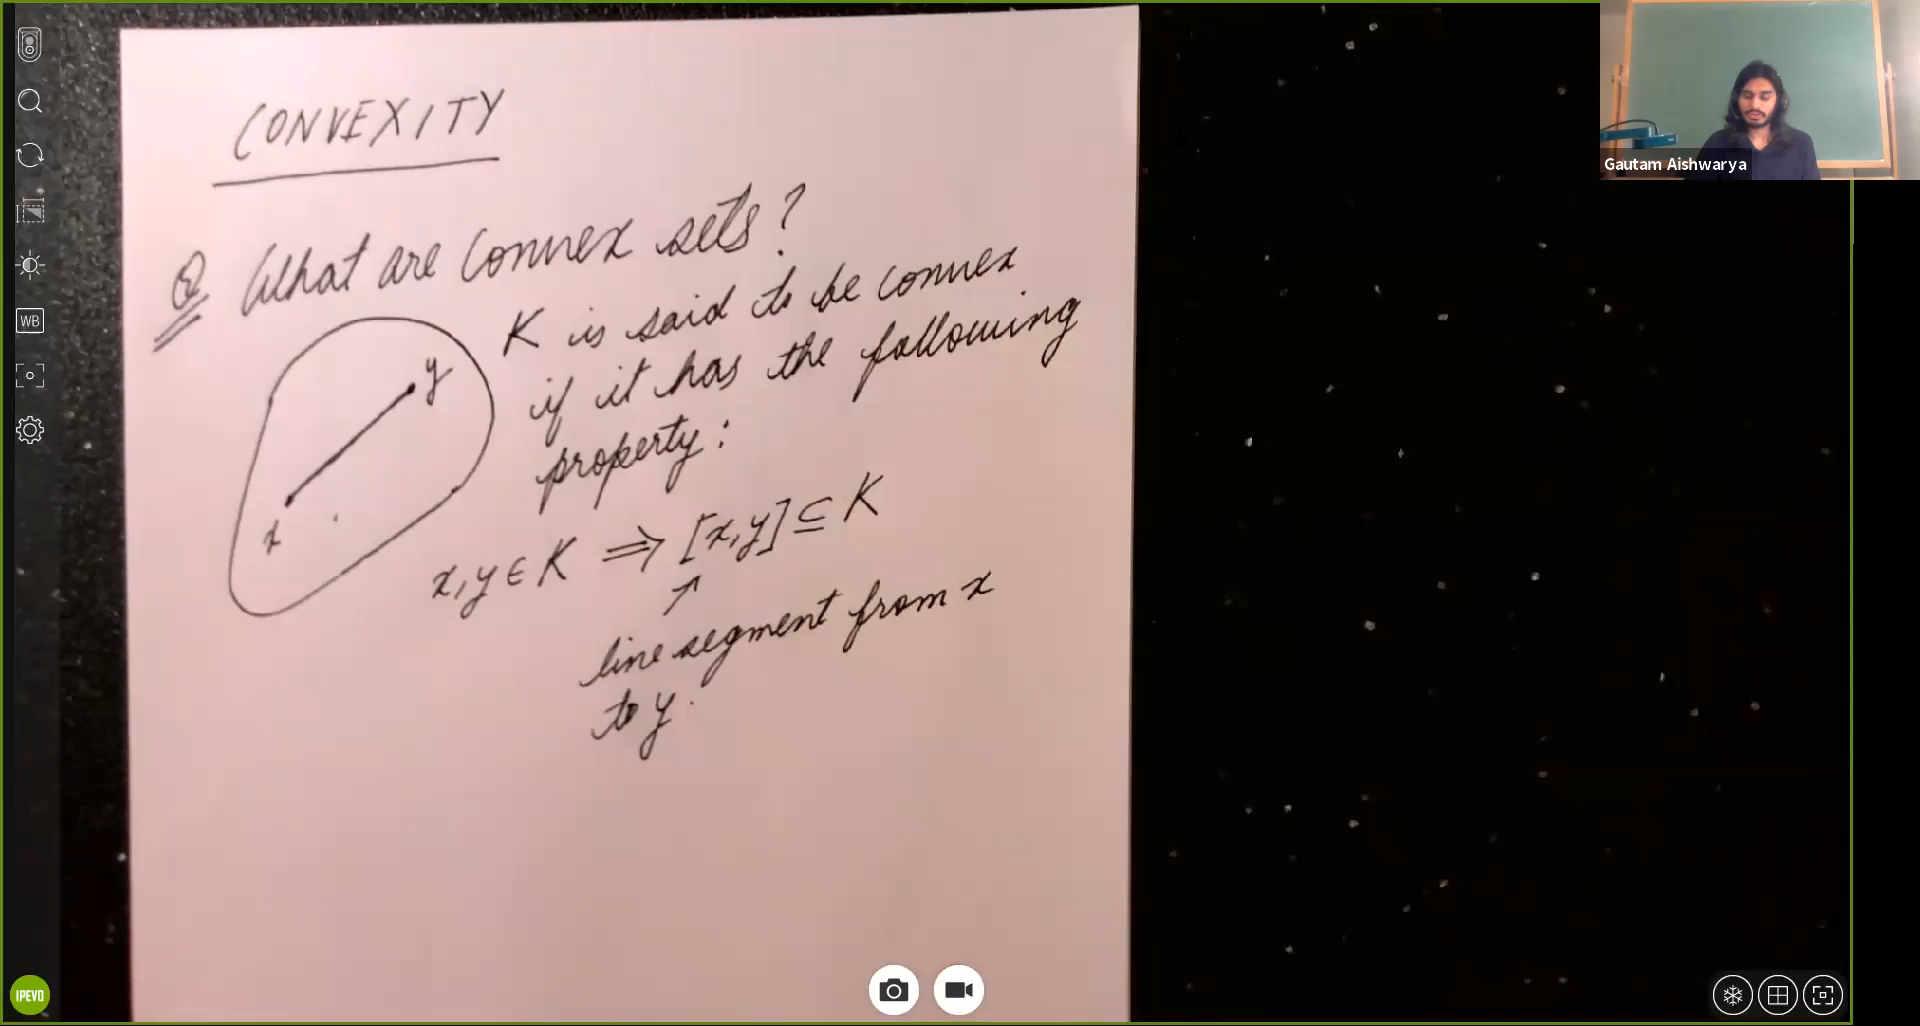 CONVEXITY
Q What are convex sets?
K is said to be convex
if it has the following
property:
x, y ∈ K ⇒ [x, y] ⊆ K
↑
line segment from x
to y.
y
x
Gautam Aishwarya
WB
IPEVO